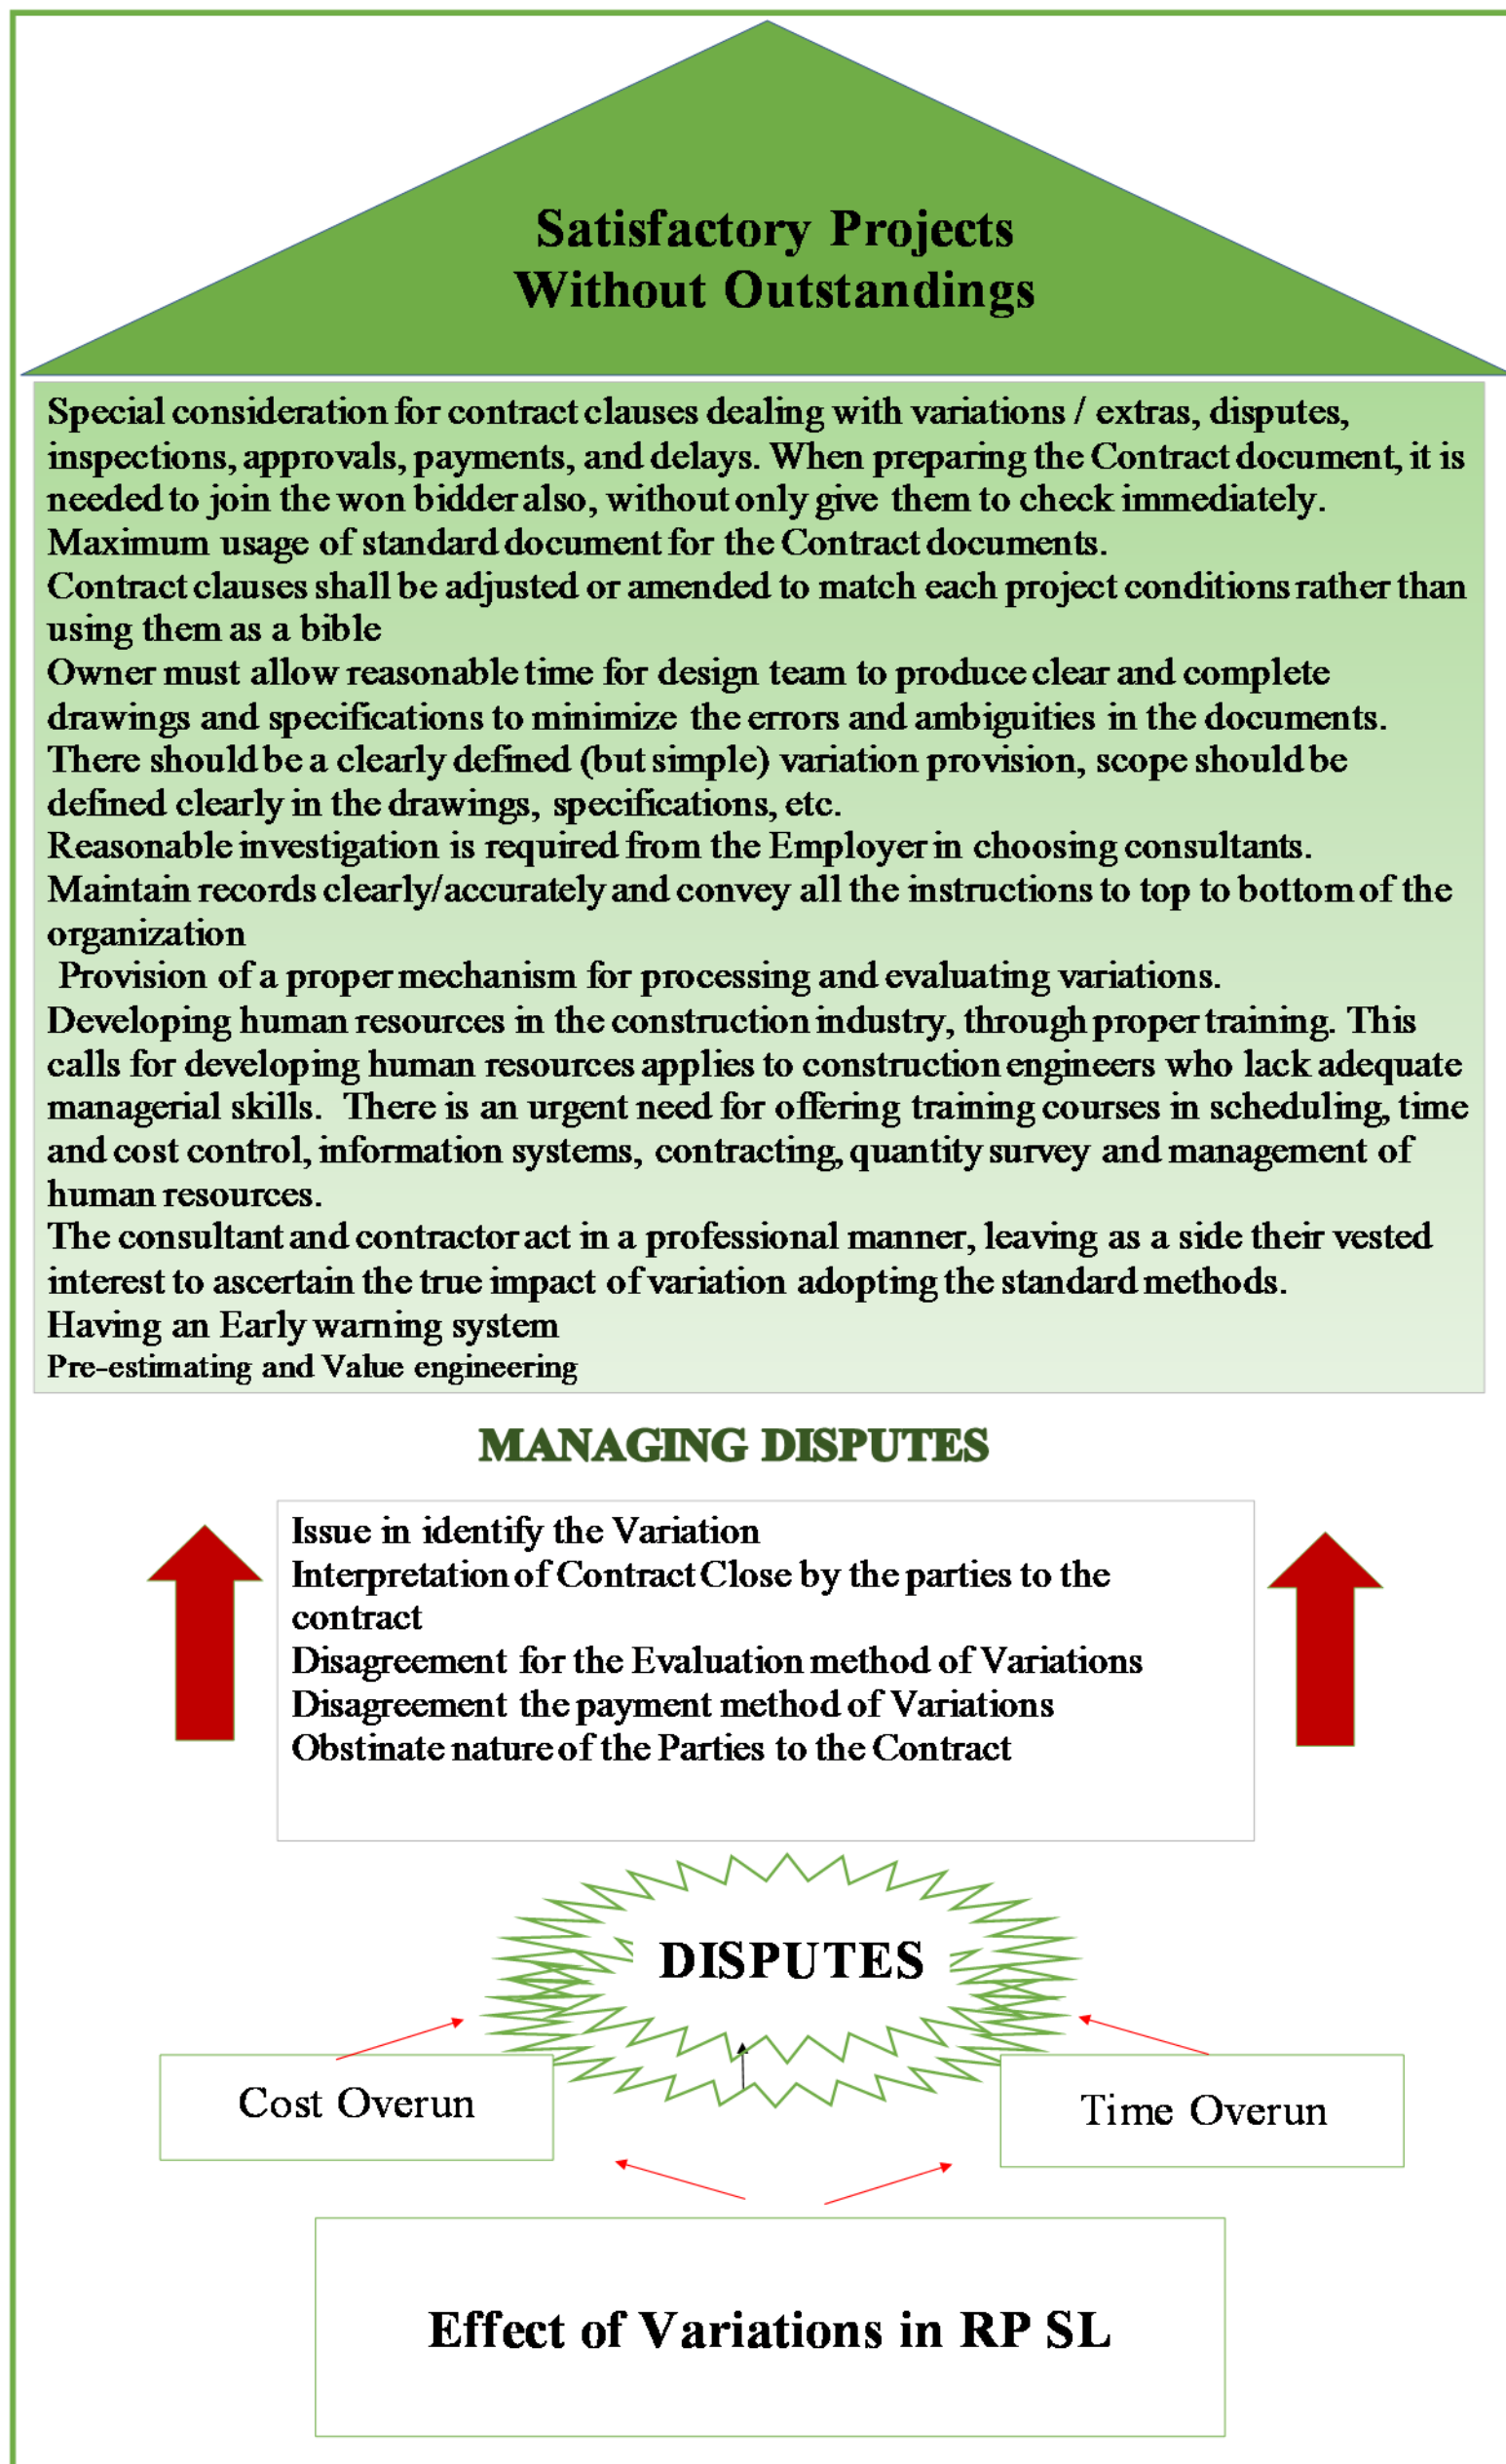 Satisfactory Projects
Without Outstandings
Special consideration for contract clauses dealing with variations / extras, disputes,
inspections, approvals, payments, and delays. When preparing the Contract document, it is
needed to join the won bidder also, without only give them to check immediately.
Maximum usage of standard document for the Contract documents.
Contract clauses shall be adjusted or amended to match each project conditions rather than
using them as a bible
Owner must allow reasonable time for design team to produce clear and complete
drawings and specifications to minimize the errors and ambiguities in the documents.
There should be a clearly defined (but simple) variation provision, scope should be
defined clearly in the drawings, specifications, etc.
Reasonable investigation is required from the Employer in choosing consultants.
Maintain records clearly/accurately and convey all the instructions to top to bottom of the
organization
Provision of a proper mechanism for processing and evaluating variations.
Developing human resources in the construction industry, through proper training. This
calls for developing human resources applies to construction engineers who lack adequate
managerial skills. There is an urgent need for offering training courses in scheduling, time
and cost control, information systems, contracting, quantity survey and management of
human resources.
The consultant and contractor act in a professional manner, leaving as a side their vested
interest to ascertain the true impact of variation adopting the standard methods.
Having an Early warning system
Pre-estimating and Value engineering
MANAGING DISPUTES
Issue in identify the Variation
Interpretation of Contract Close by the parties to the
contract
Disagreement for the Evaluation method of Variations
Disagreement the payment method of Variations
Obstinate nature of the Parties to the Contract
DISPUTES
Cost Overun
Time Overun
Effect of Variations in RP SL